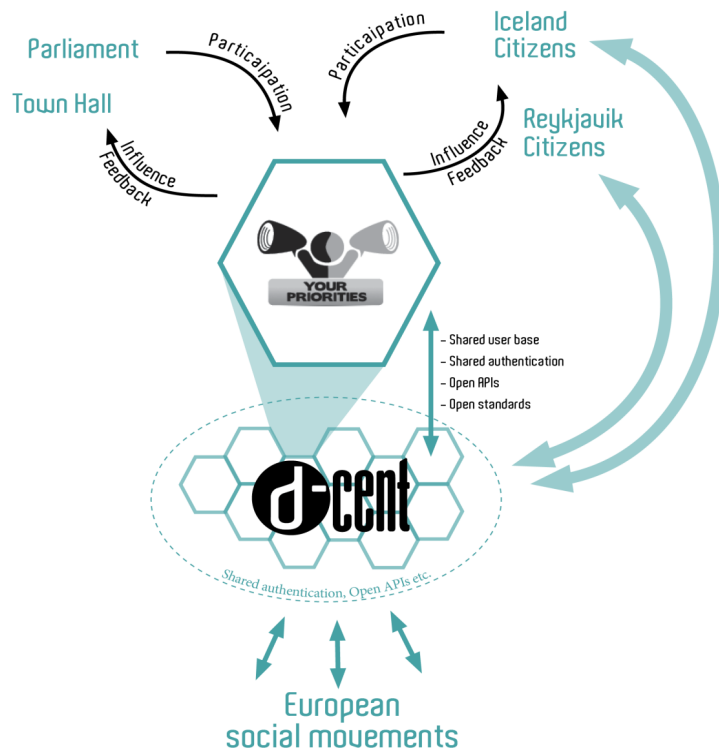 Parliament
Town Hall
Particaipation
Influence
Feedback
Particaipation
Iceland
Citizens
Influence
Feedback
Reykjavik
Citizens
YOUR
PRIORITIES
- Shared user base
- Shared authentication
- Open APIs
- Open standards
d-cent
Shared authentication, Open APIs etc.
European
social movements